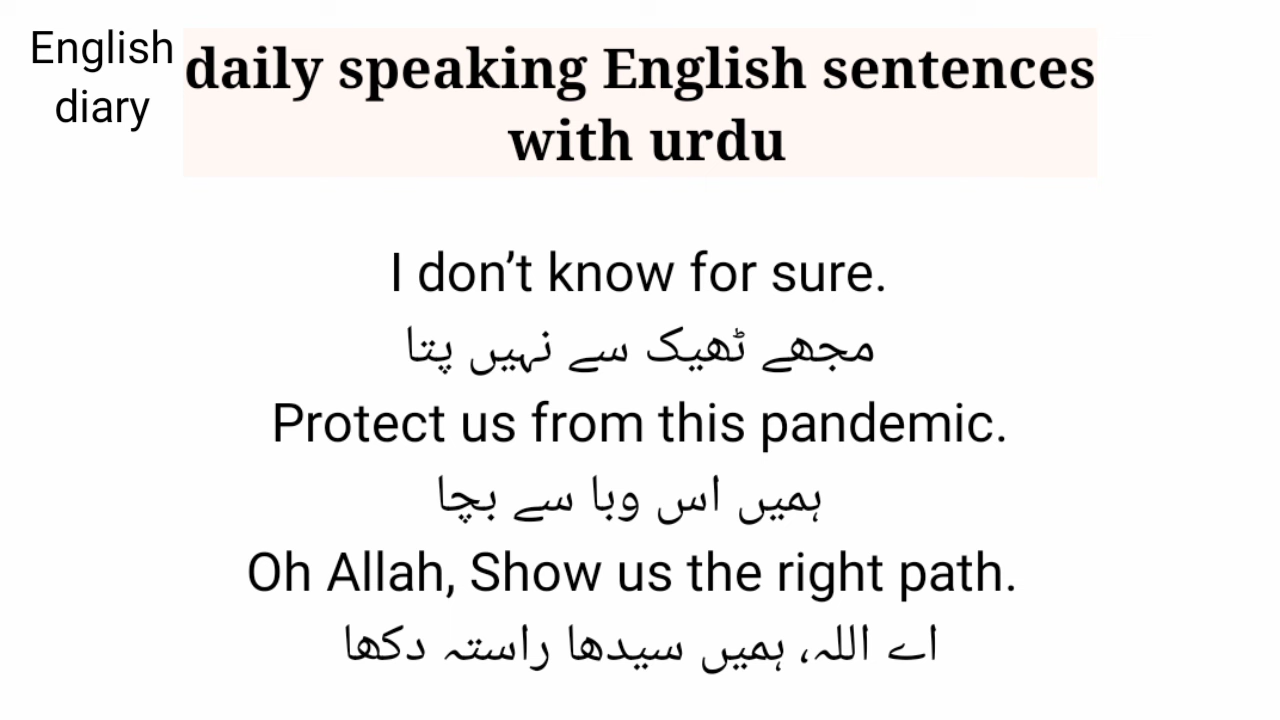 English
diary
daily speaking English sentences
with urdu
I don’t know for sure.
مجھے ٹھیک سے نہیں پتا
Protect us from this pandemic.
ہمیں اس وبا سے بچا
Oh Allah, Show us the right path.
اے اللہ، ہمیں سیدھا راستہ دکھا